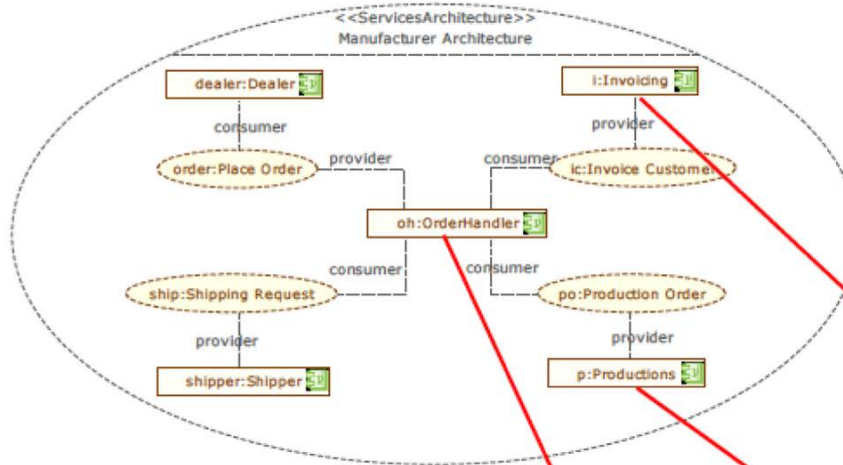 <<ServicesArchitecture>>
Manufacturer Architecture
dealer:Dealer
i:Invoicing
consumer
provider
order:Place Order
provider
consumer
ic:Invoice Customer
oh:OrderHandler
consumer
consumer
ship:Shipping Request
po:Production Order
provider
provider
shipper:Shipper
p:Productions